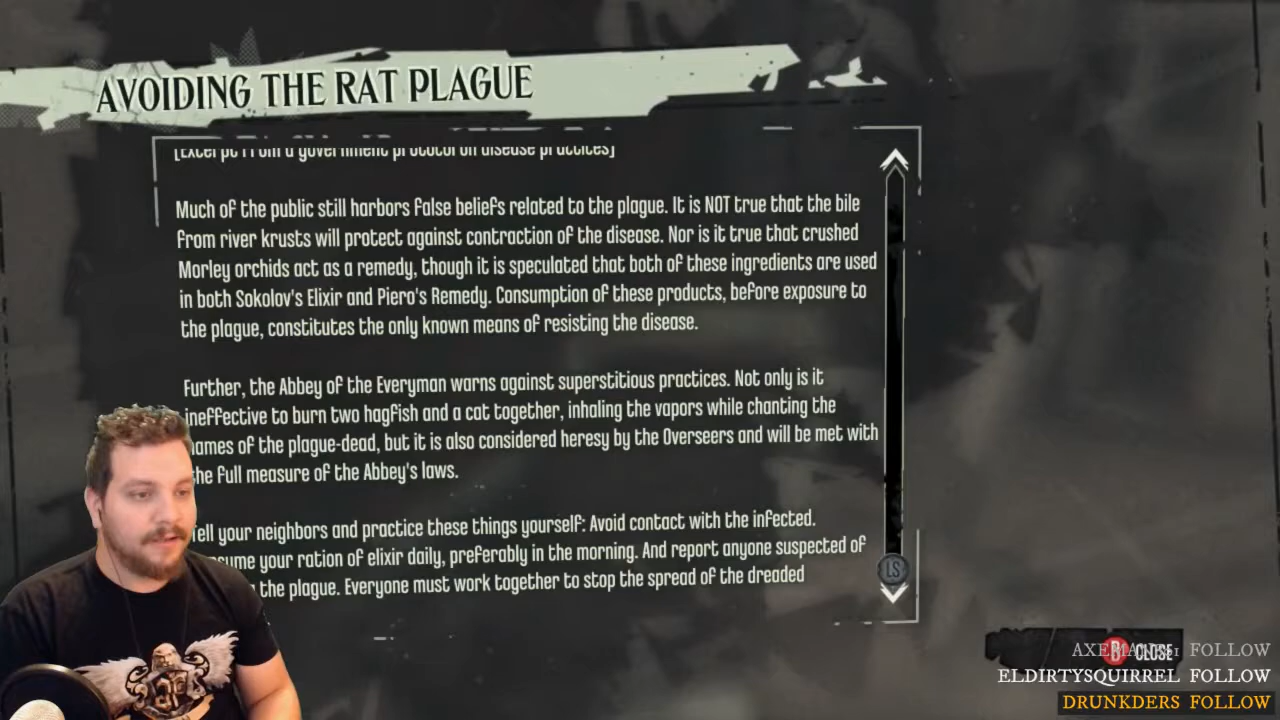 AVOIDING THE RAT PLAGUE
[Excerpt from a government protocol on disease practices]
Much of the public still harbors false beliefs related to the plague. It is NOT true that the bile
from river krusts will protect against contraction of the disease. Nor is it true that crushed
Morley orchids act as a remedy, though it is speculated that both of these ingredients are used
in both Sokolov's Elixir and Piero's Remedy. Consumption of these products, before exposure to
the plague, constitutes the only known means of resisting the disease.
Further, the Abbey of the Everyman warns against superstitious practices. Not only is it
ineffective to burn two hagfish and a cat together, inhaling the vapors while chanting the
names of the plague-dead, but it is also considered heresy by the Overseers and will be met with
the full measure of the Abbey's laws.
Tell your neighbors and practice these things yourself: Avoid contact with the infected.
your ration of elixir daily, preferably in the morning. And report anyone suspected of
the plague. Everyone must work together to stop the spread of the dreaded
LS
B CLOSE
FOLLOW
ELDIRTYSQUIRREL FOLLOW
DRUNKDERS FOLLOW